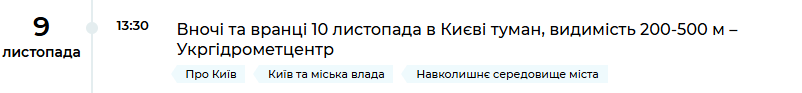 9
листопада
13:30
Вночі та вранці 10 листопада в Києві туман, видимість 200-500 м –
Укргідрометцентр
Про Київ
Київ та міська влада
Навколишнє середовище міста